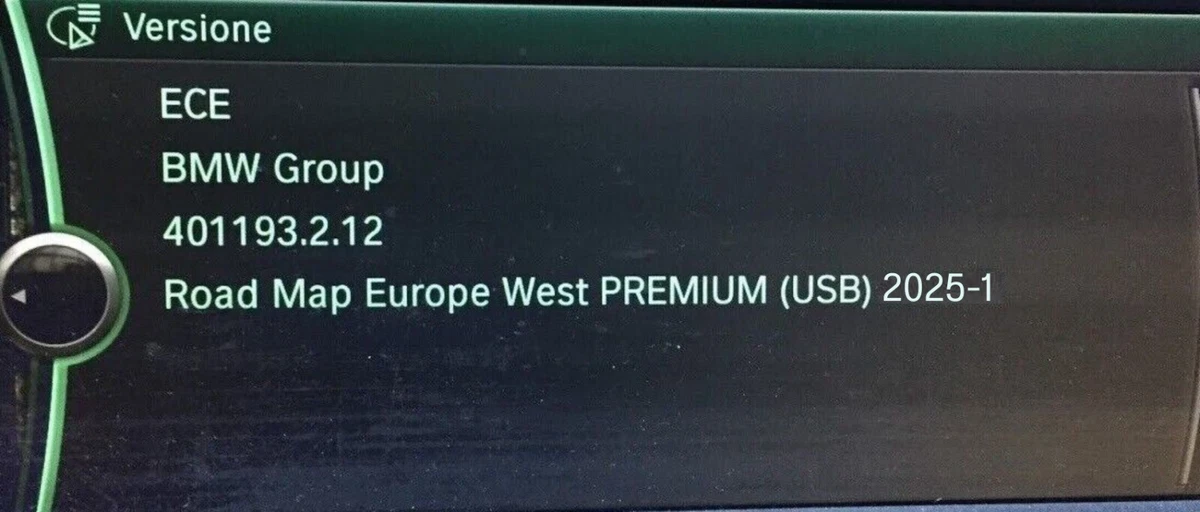 Versione
ECE
BMW Group
401193.2.12
Road Map Europe West PREMIUM (USB) 2025-1